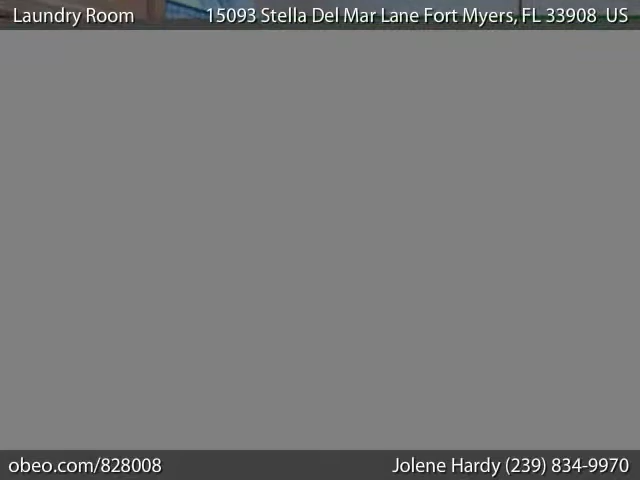 Laundry Room 15093 Stella Del Mar Lane Fort Myers, FL 33908 US
obeo.com/828008 Jolene Hardy (239) 834-9970